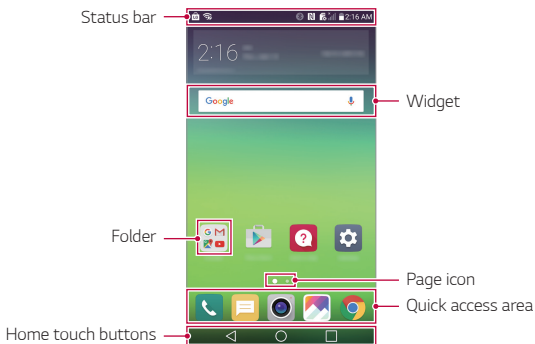 Status bar
2:16 AM
2:16
Google
Widget
Folder
Page icon
Quick access area
Home touch buttons